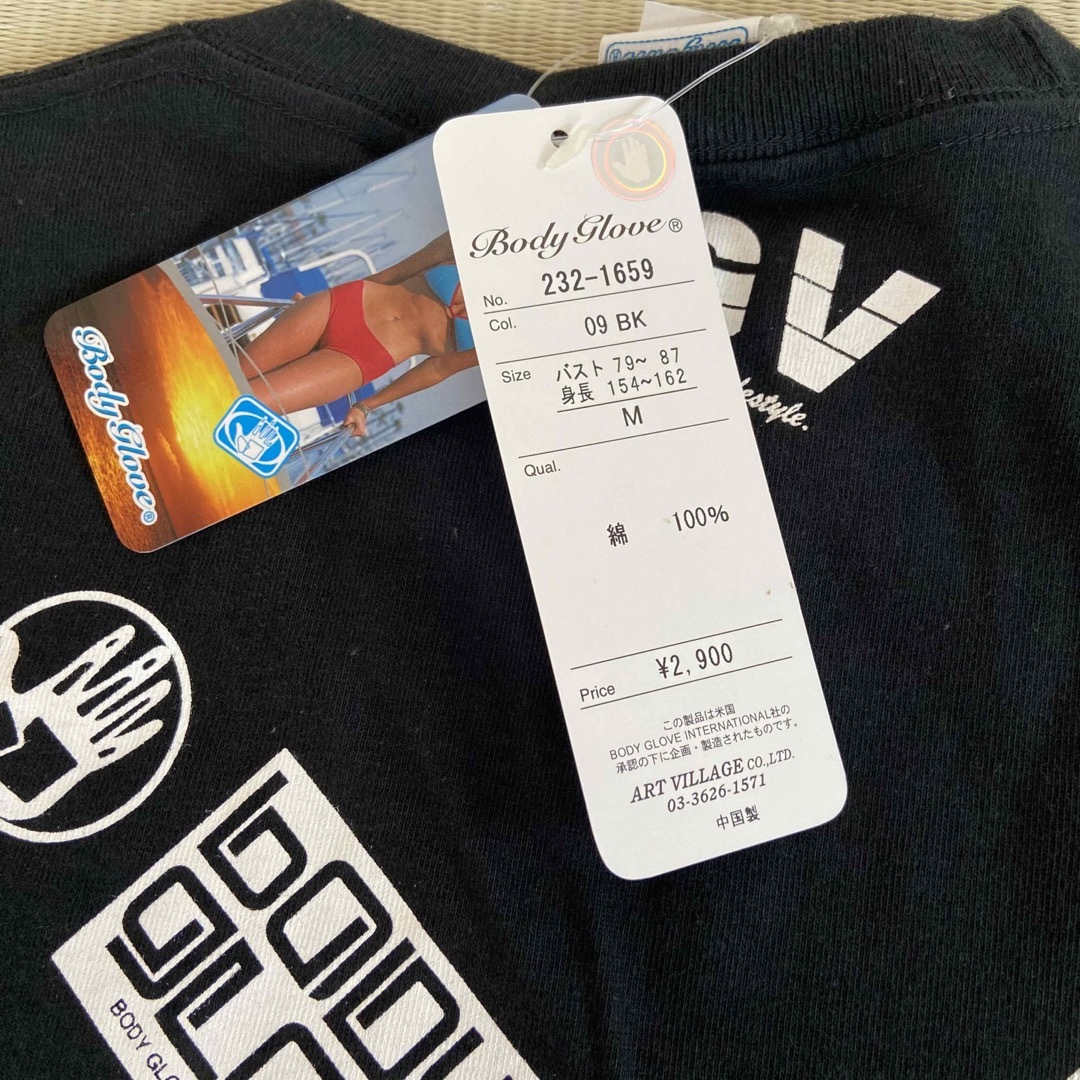 Body Glove®
No. 232-1659
Col. 09 BK
Size バスト 79~ 87
身長 154~162
M
Qual.
綿 100%
Price ¥2,900
この製品は米国
BODY GLOVE INTERNATIONAL社の
承認の下に企画・製造されたものです。
ART VILLAGE CO.,LTD.
03-3626-1571
中国製
Body Glove®
GV
BODY